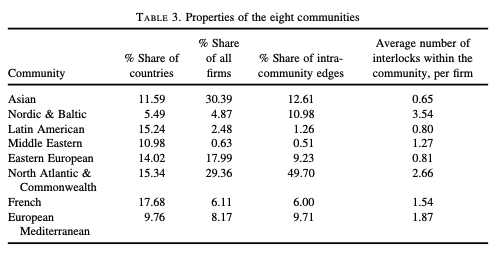 TABLE 3. Properties of the eight communities
% Share Average number of
% Share of of all % Share of intra- interlocks within the
Community countries firms community edges community, per firm
Asian 11.59 30.39 12.61 0.65
Nordic & Baltic 5.49 4.87 10.98 3.54
Latin American 15.24 2.48 1.26 0.80
Middle Eastern 10.98 0.63 0.51 1.27
Eastern European 14.02 17.99 9.23 0.81
North Atlantic & 15.34 29.36 49.70 2.66
Commonwealth
French 17.68 6.11 6.00 1.54
European 9.76 8.17 9.71 1.87
Mediterranean